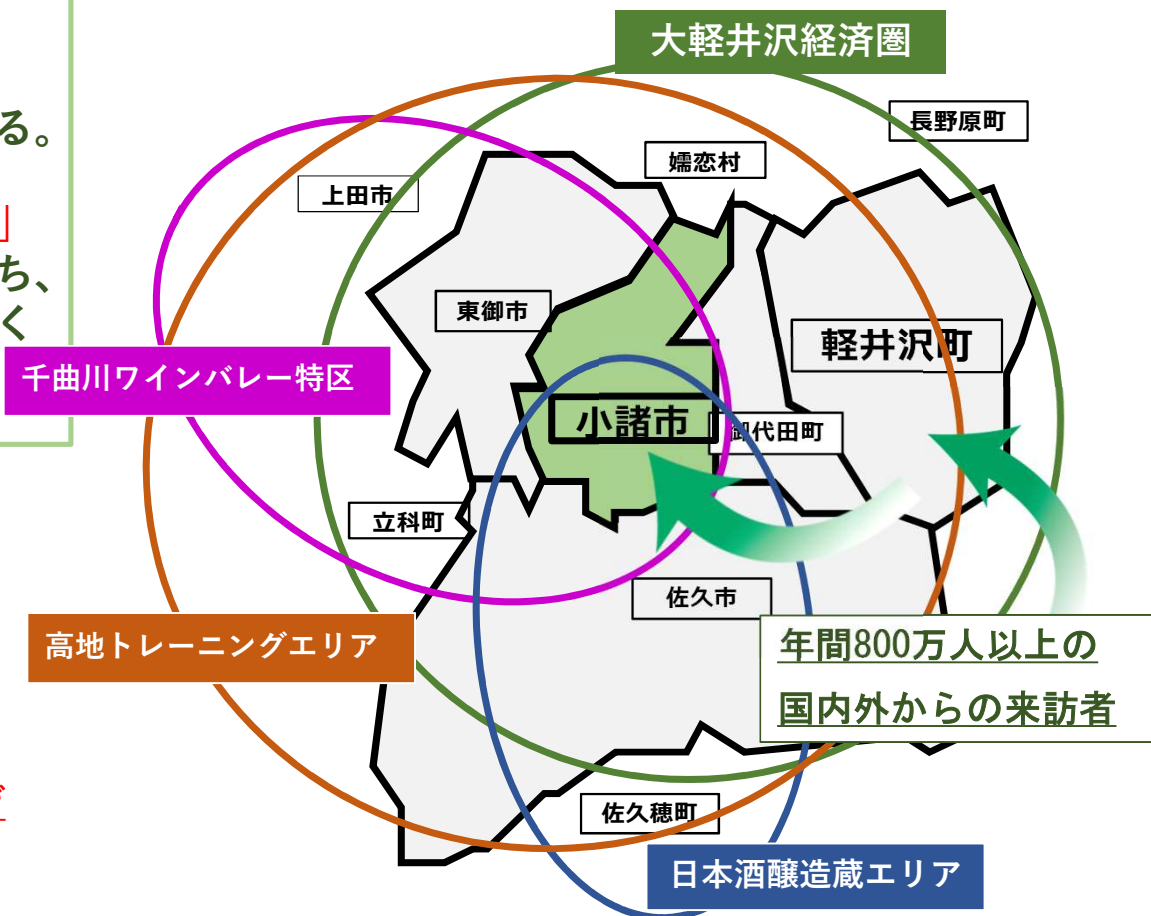 大軽井沢経済圏
る。
長野原町
嬬恋村
上田市
」
ち、
く
東御市
軽井沢町
千曲川ワインバレー特区
小諸市
御代田町
立科町
佐久市
高地トレーニングエリア
年間800万人以上の
国内外からの来訪者
佐久穂町
日本酒醸造蔵エリア